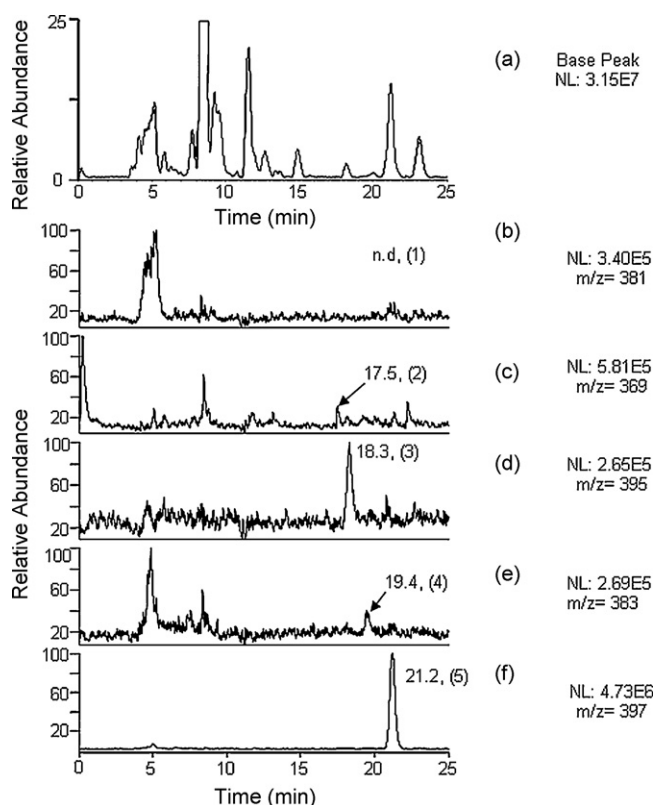 25
12
0
Relative Abundance
0 5 10 15 20 25
Time (min)
(a)
Base Peak
NL: 3.15E7
100
60
20
n.d, (1)
(b)
NL: 3.40E5
m/z= 381
100
60
20
17.5, (2)
(c)
NL: 5.81E5
m/z= 369
100
60
20
18.3, (3)
(d)
NL: 2.65E5
m/z= 395
Relative Abundance
100
60
20
19.4, (4)
(e)
NL: 2.69E5
m/z= 383
100
60
20
21.2, (5)
(f)
NL: 4.73E6
m/z= 397
0 5 10 15 20 25
Time (min)